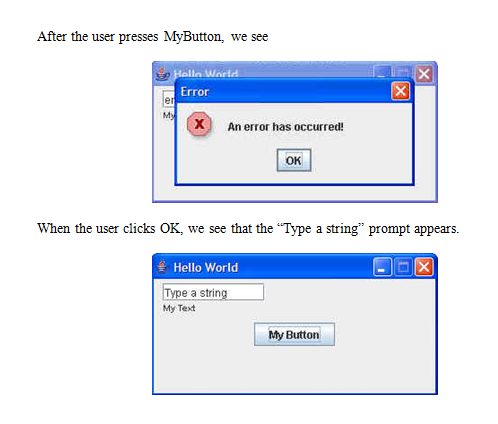 After the user presses MyButton, we see
Hello World
Error
er
My
An error has occurred!
OK
When the user clicks OK, we see that the “Type a string” prompt appears.
Hello World
Type a string
My Text
My Button